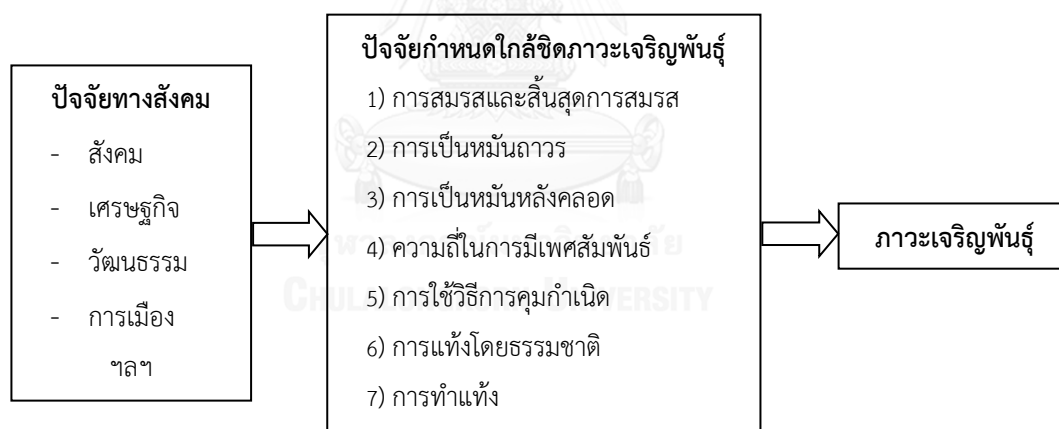 ปัจจัยทางสังคม
- สังคม
- เศรษฐกิจ
- วัฒนธรรม
- การเมือง
ฯลฯ
ปัจจัยกำหนดใกล้ชิดภาวะเจริญพันธุ์
1) การสมรสและสิ้นสุดการสมรส
2) การเป็นหมันถาวร
3) การเป็นหมันหลังคลอด
4) ความถี่ในการมีเพศสัมพันธ์
5) การใช้วิธีการคุมกำเนิด
6) การแท้งโดยธรรมชาติ
7) การทำแท้ง
ภาวะเจริญพันธุ์
CHULALONGKORN UNIVERSITY